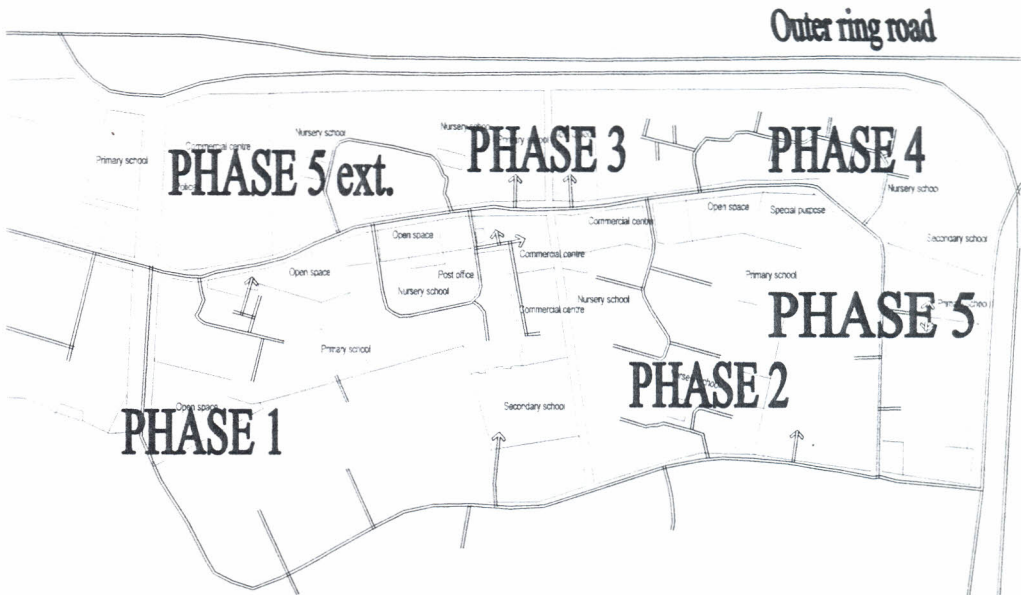 Outer ring road
Nursery school
Commercial centre
Primary school
PHASE 5 ext.
PHASE 3
PHASE 4
Nursery school
Open space
Commercial centre
Open space
Special purpose
Secondary school
Open space
Post office
Nursery school
Commercial centre
Nursery school
Primary school
PHASE 5
Commercial centre
Primary school
Open space
PHASE 1
Secondary school
PHASE 2